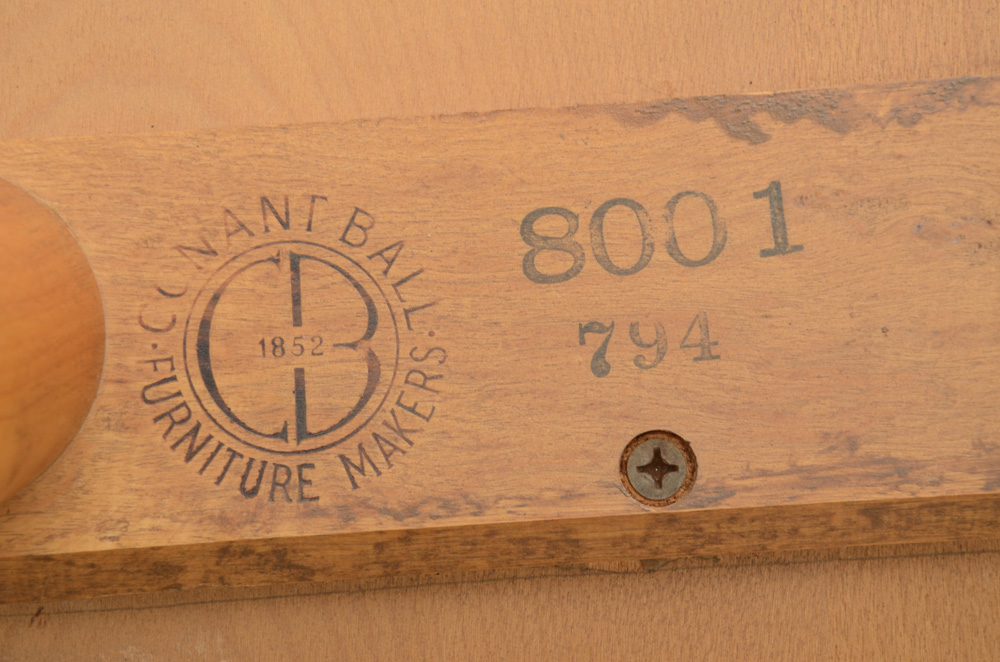 CONANT BALL
· FURNITURE MAKERS ·
CB
1852
8001
794